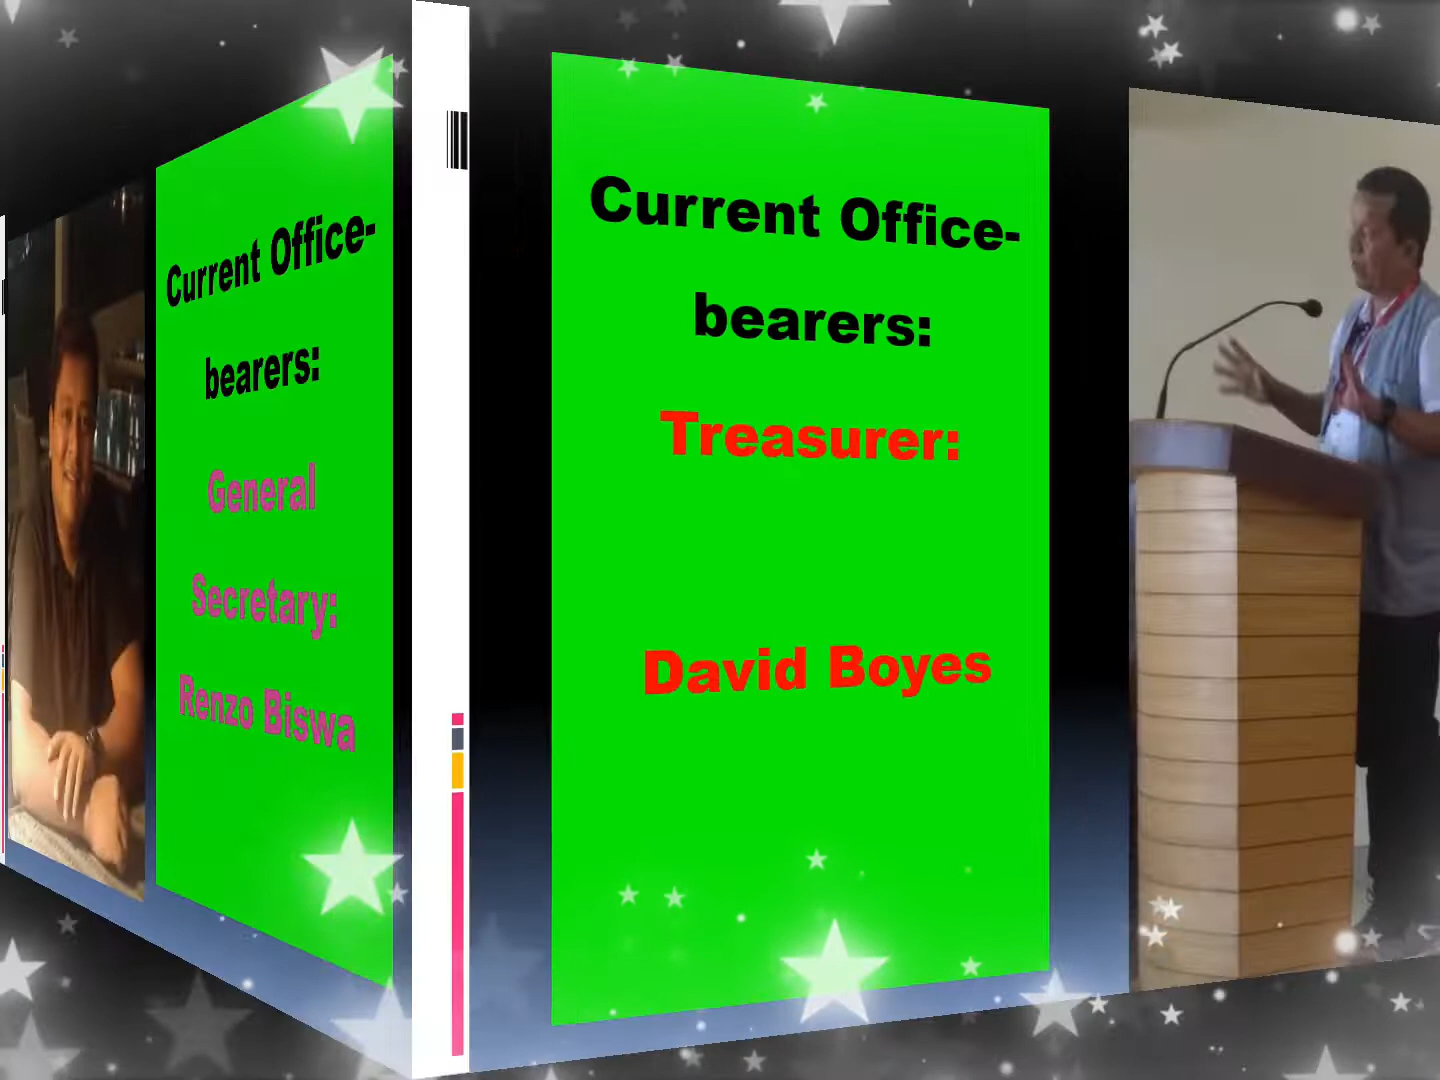 Current Office-
bearers:
General
Secretary:
Renzo Biswa
Current Office-
bearers:
Treasurer:
David Boyes